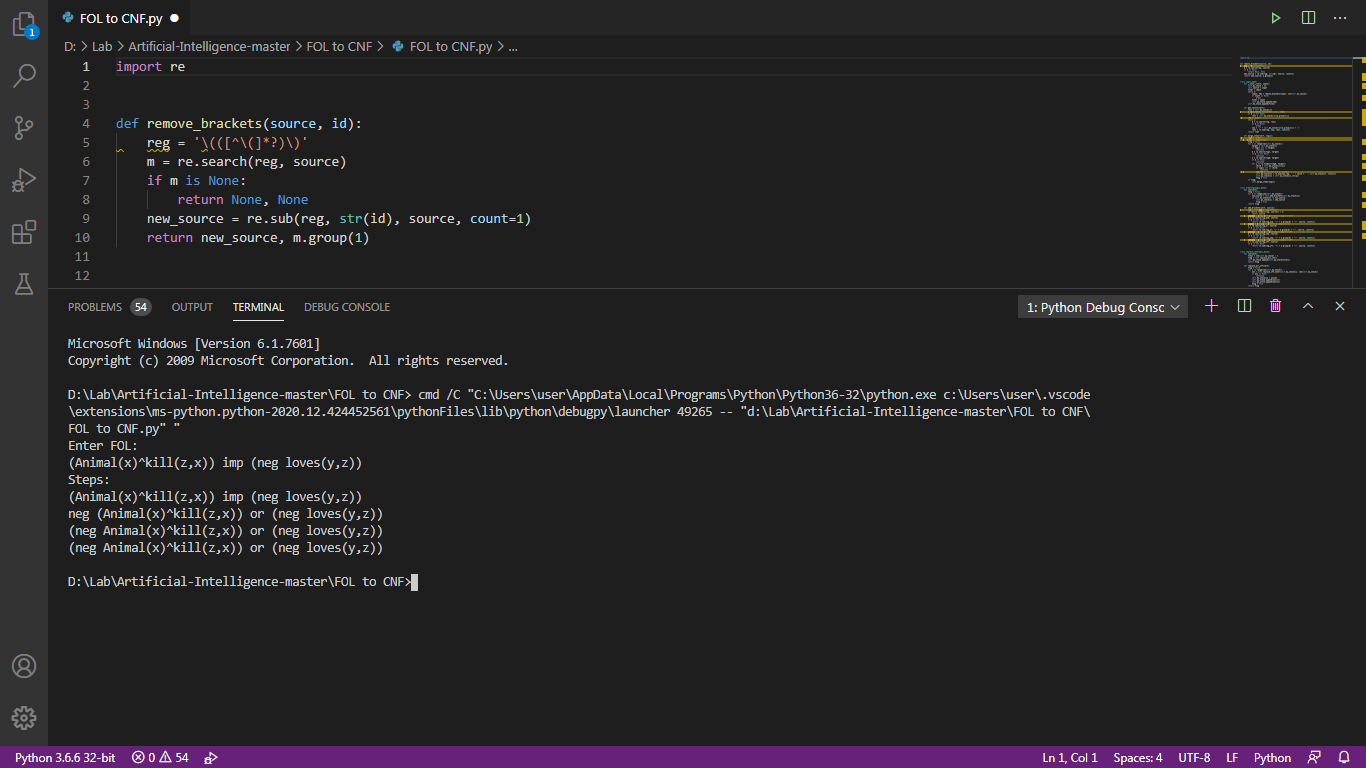 1
FOL to CNF.py
D: > Lab > Artificial-Intelligence-master > FOL to CNF > FOL to CNF.py > ...
1 import re
2
3
4 def remove_brackets(source, id):
5 reg = '\(([^\(]*?)\)'
6 m = re.search(reg, source)
7 if m is None:
8 return None, None
9 new_source = re.sub(reg, str(id), source, count=1)
10 return new_source, m.group(1)
11
12
PROBLEMS 54 OUTPUT TERMINAL DEBUG CONSOLE 1: Python Debug Consc
Microsoft Windows [Version 6.1.7601]
Copyright (c) 2009 Microsoft Corporation.  All rights reserved.
D:\Lab\Artificial-Intelligence-master\FOL to CNF> cmd /C "C:\Users\user\AppData\Local\Programs\Python\Python36-32\python.exe c:\Users\user\.vscode
\extensions\ms-python.python-2020.12.424452561\pythonFiles\lib\python\debugpy\launcher 49265 -- "d:\Lab\Artificial-Intelligence-master\FOL to CNF\
FOL to CNF.py" "
Enter FOL:
(Animal(x)^kill(z,x)) imp (neg loves(y,z))
Steps:
(Animal(x)^kill(z,x)) imp (neg loves(y,z))
neg (Animal(x)^kill(z,x)) or (neg loves(y,z))
(neg Animal(x)^kill(z,x)) or (neg loves(y,z))
(neg Animal(x)^kill(z,x)) or (neg loves(y,z))
D:\Lab\Artificial-Intelligence-master\FOL to CNF>
Python 3.6.6 32-bit 0 54 Ln 1, Col 1 Spaces: 4 UTF-8 LF Python